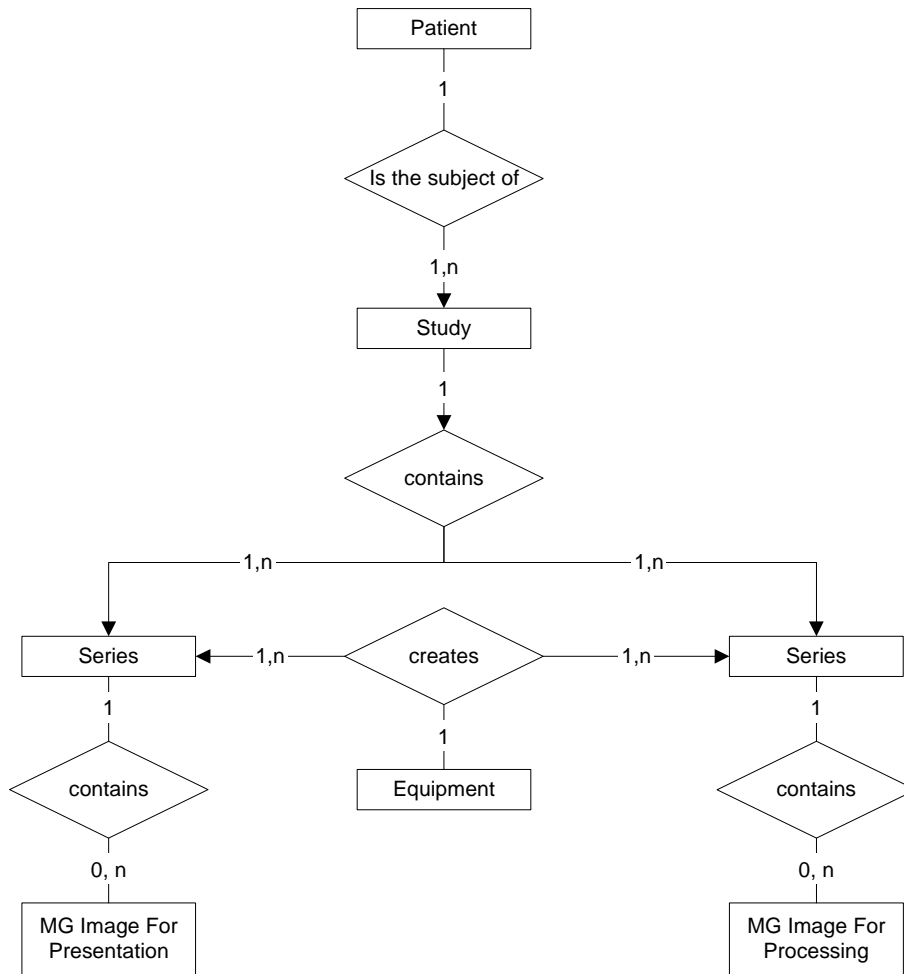 Patient
1
Is the subject of
1,n
Study
1
contains
1,n
1,n
Series
1,n
creates
1,n
Series
1
1
1
contains
Equipment
contains
0, n
0, n
MG Image For
Presentation
MG Image For
Processing